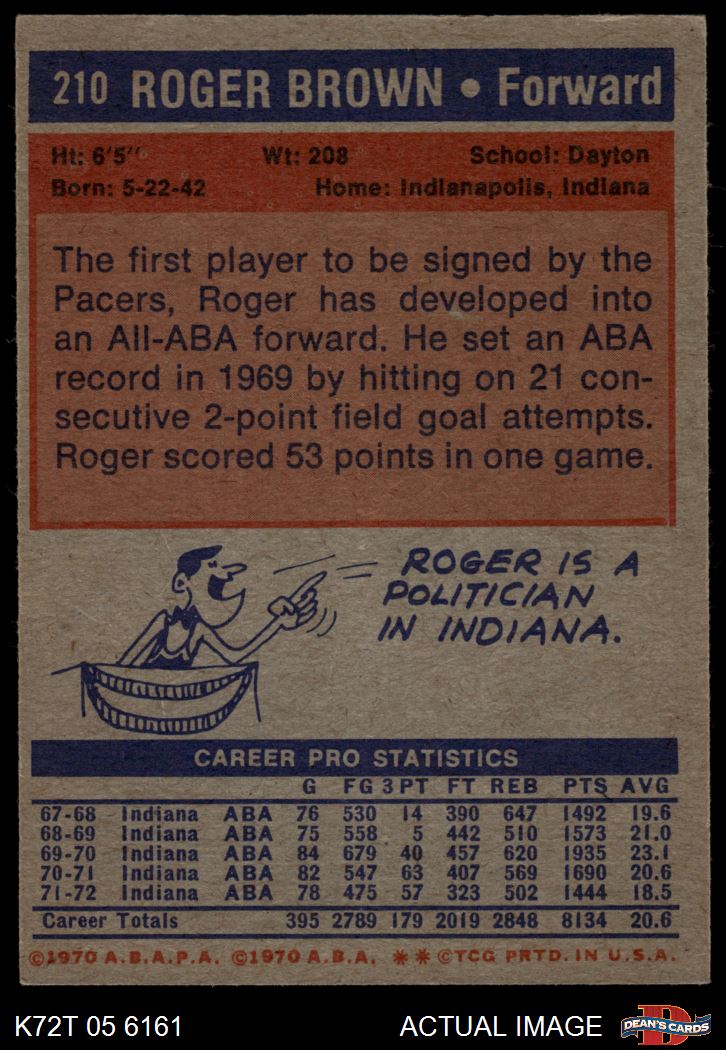 210 ROGER BROWN • Forward
Ht: 6'5" Wt: 208 School: Dayton
Born: 5-22-42 Home: Indianapolis, Indiana
The first player to be signed by the
Pacers, Roger has developed into
an All-ABA forward. He set an ABA
record in 1969 by hitting on 21 con-
secutive 2-point field goal attempts.
Roger scored 53 points in one game.
ROGER IS A
POLITICIAN
IN INDIANA.
CAREER PRO STATISTICS
G FG 3PT FT REB PTS AVG
67-68 Indiana ABA 76 530 14 390 647 1492 19.6
68-69 Indiana ABA 75 558 5 442 510 1573 21.0
69-70 Indiana ABA 84 679 40 457 620 1935 23.1
70-71 Indiana ABA 82 547 63 407 569 1690 20.6
71-72 Indiana ABA 78 475 57 323 502 1444 18.5
Career Totals 395 2789 179 2019 2848 8134 20.6
©1970 A.B.A.P.A. ©1970 A.B.A. ** ©TCG PRTD. IN U.S.A.
K72T 05 6161 ACTUAL IMAGE D DEAN'S CARDS